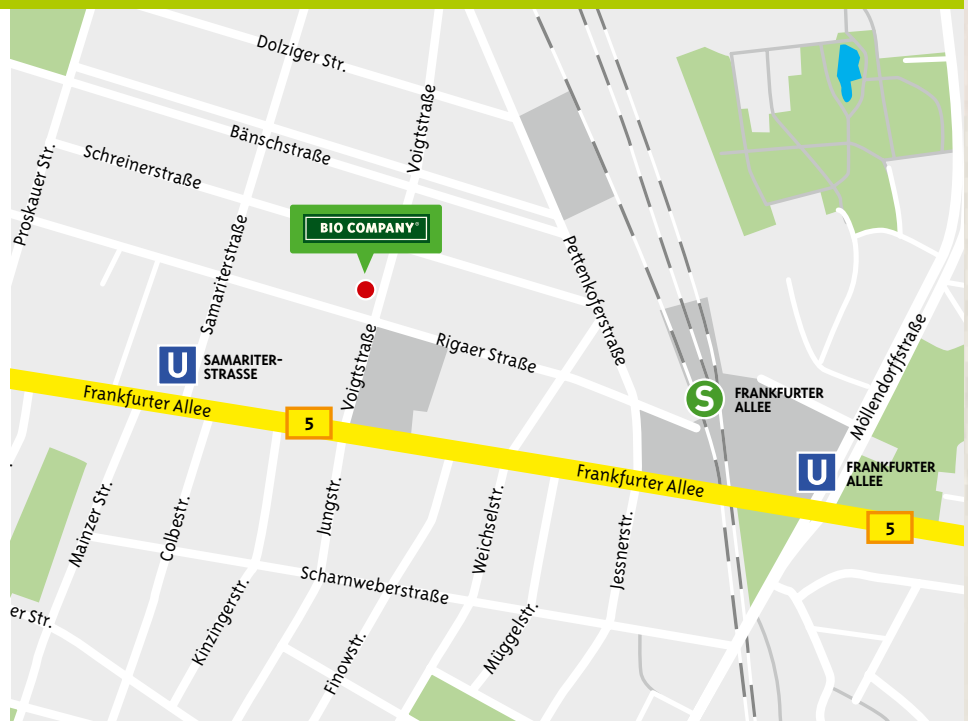 Dolziger Str.
Bänschstraße
Voigtstraße
Schreinerstraße
Proskauer Str.
BIO COMPANY®
Samariterstraße
Pettenkoferstraße
SAMARITER-
STRASSE
U
Voigtstraße
Rigaer Straße
S
FRANKFURTER
ALLEE
Möllendorffstraße
Frankfurter Allee
5
U
FRANKFURTER
ALLEE
Frankfurter Allee
5
Mainzer Str.
Colbestr.
Jungstr.
Weichselstr.
Jessnerstr.
Scharnweberstraße
er Str.
Kinzingerstr.
Finowstr.
Müggelstr.